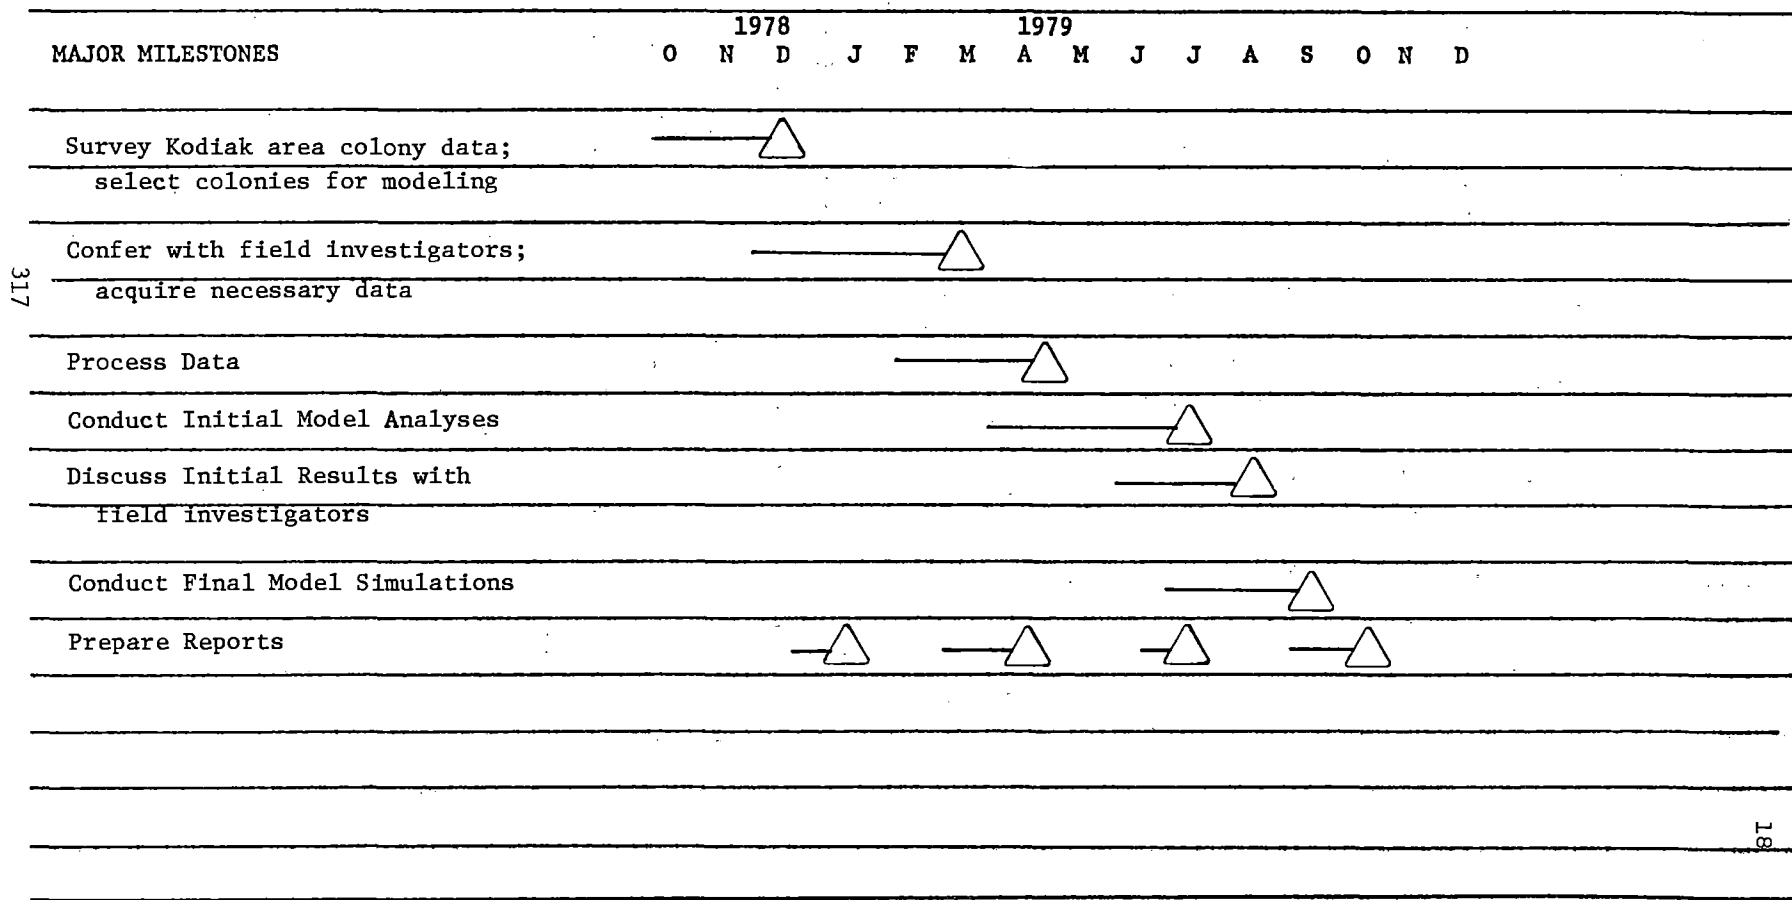 1978 1979
MAJOR MILESTONES O N D J F M A M J J A S O N D
Survey Kodiak area colony data;
select colonies for modeling
Confer with field investigators;
acquire necessary data
317
Process Data
Conduct Initial Model Analyses
Discuss Initial Results with
field investigators
Conduct Final Model Simulations
Prepare Reports
18